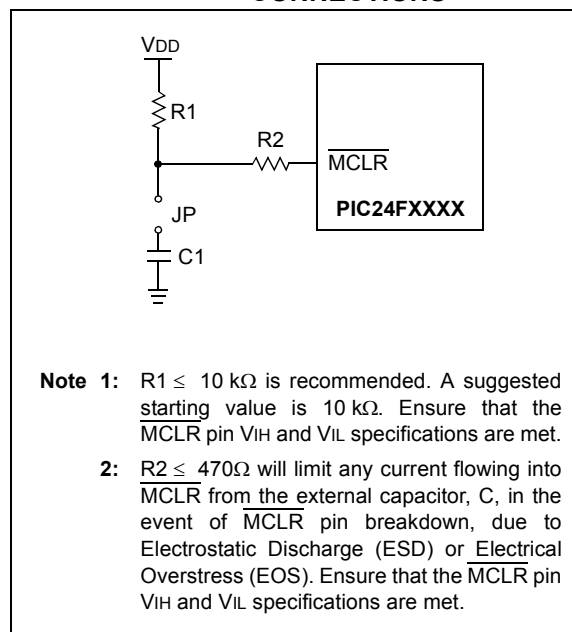 VDD
R1
R2
MCLR
PIC24FXXXX
JP
C1
Note 1: R1 ≤ 10 kΩ is recommended. A suggested
starting value is 10 kΩ. Ensure that the
MCLR pin VIH and VIL specifications are met.
2: R2 ≤ 470Ω will limit any current flowing into
MCLR from the external capacitor, C, in the
event of MCLR pin breakdown, due to
Electrostatic Discharge (ESD) or Electrical
Overstress (EOS). Ensure that the MCLR pin
VIH and VIL specifications are met.